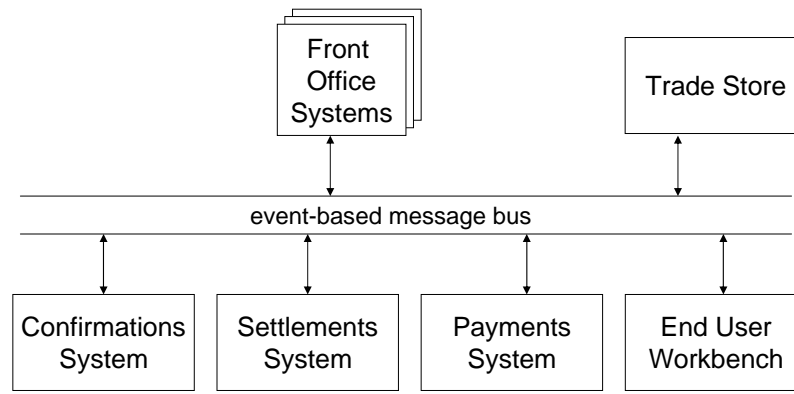 Front
Office
Systems
Trade Store
event-based message bus
Confirmations
System
Settlements
System
Payments
System
End User
Workbench